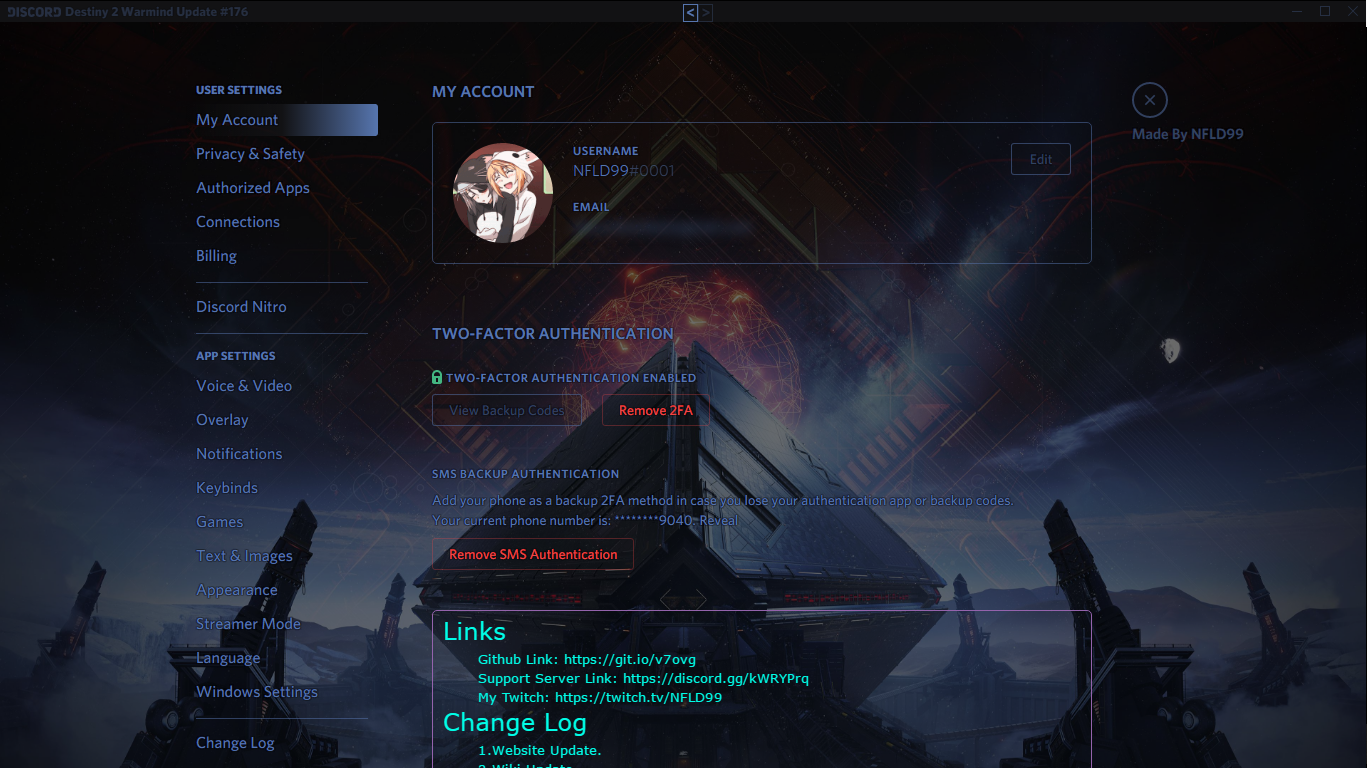 DISCORD Destiny 2 Warmind Update #176
< >
USER SETTINGS
My Account
Privacy & Safety
Authorized Apps
Connections
Billing
Discord Nitro
APP SETTINGS
Voice & Video
Overlay
Notifications
Keybinds
Games
Text & Images
Appearance
Streamer Mode
Language
Windows Settings
Change Log
MY ACCOUNT
USERNAME
NFLD99#0001
Edit
EMAIL
TWO-FACTOR AUTHENTICATION
TWO-FACTOR AUTHENTICATION ENABLED
View Backup Codes
Remove 2FA
SMS BACKUP AUTHENTICATION
Add your phone as a backup 2FA method in case you lose your authentication app or backup codes.
Your current phone number is: ********9040. Reveal
Remove SMS Authentication
Links
Github Link: https://git.io/v7ovg
Support Server Link: https://discord.gg/kWRYPrq
My Twitch: https://twitch.tv/NFLD99
Change Log
1.Website Update.
2.Wiki Update.
Made By NFLD99